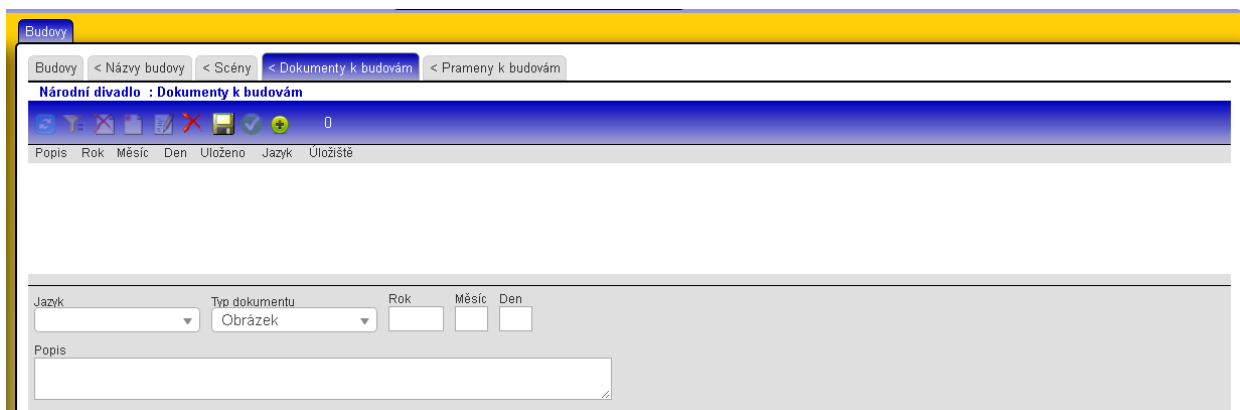 Budovy
Budovy < Názvy budovy < Scény < Dokumenty k budovám < Prameny k budovám
Národní divadlo : Dokumenty k budovám
0
Popis Rok Měsíc Den Uloženo Jazyk Úložiště
Jazyk Typ dokumentu Rok Měsíc Den
Obrázek
Popis